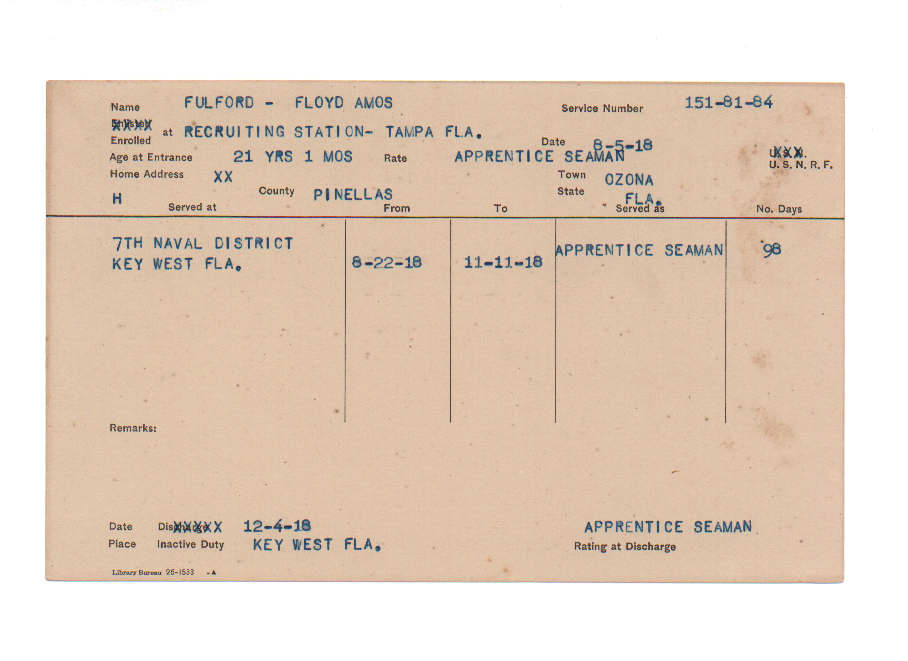 Name FULFORD - FLOYD AMOS Service Number 151-81-84
Enrolled at RECRUITING STATION- TAMPA FLA. Date 8-5-18
Age at Entrance 21 YRS 1 MOS Rate APPRENTICE SEAMAN U. S. N. R. F.
Home Address XX Town OZONA
H County PINELLAS State FLA.
Served at From To Served as No. Days
7TH NAVAL DISTRICT APPRENTICE SEAMAN 98
KEY WEST FLA. 8-22-18 11-11-18
Remarks:
Date 12-4-18 APPRENTICE SEAMAN
Place Inactive Duty KEY WEST FLA. Rating at Discharge
Library Bureau 26-1533 -A